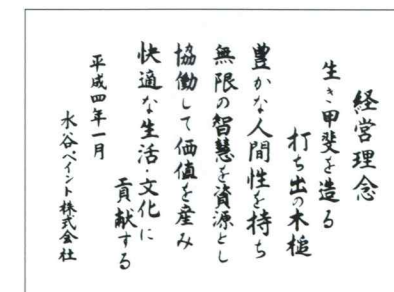 経営理念
生き甲斐を造る
打ち出の木槌
豊かな人間性を持ち
無限の智慧を資源とし
協働して価値を産み
快適な生活・文化に
貢献する
平成四年一月
水谷ペイント株式会社